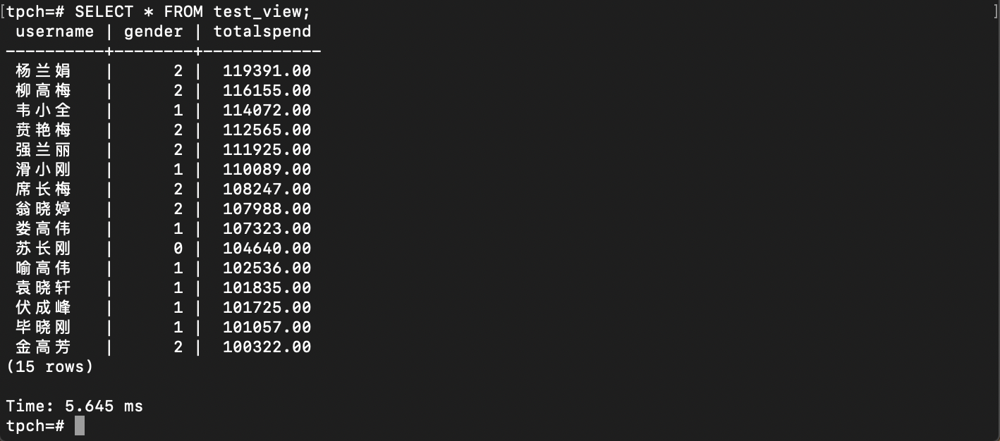 [tpch=# SELECT * FROM test_view; ]
 username | gender | totalspend
----------+--------+------------
 杨兰娟   |      2 |  119391.00
 柳高梅   |      2 |  116155.00
 韦小全   |      1 |  114072.00
 贲艳梅   |      2 |  112565.00
 强兰丽   |      2 |  111925.00
 滑小刚   |      1 |  110089.00
 席长梅   |      2 |  108247.00
 翁晓婷   |      2 |  107988.00
 娄高伟   |      1 |  107323.00
 苏长刚   |      0 |  104640.00
 喻高伟   |      1 |  102536.00
 袁晓轩   |      1 |  101835.00
 伏成峰   |      1 |  101725.00
 毕晓刚   |      1 |  101057.00
 金高芳   |      2 |  100322.00
(15 rows)
Time: 5.645 ms
tpch=#